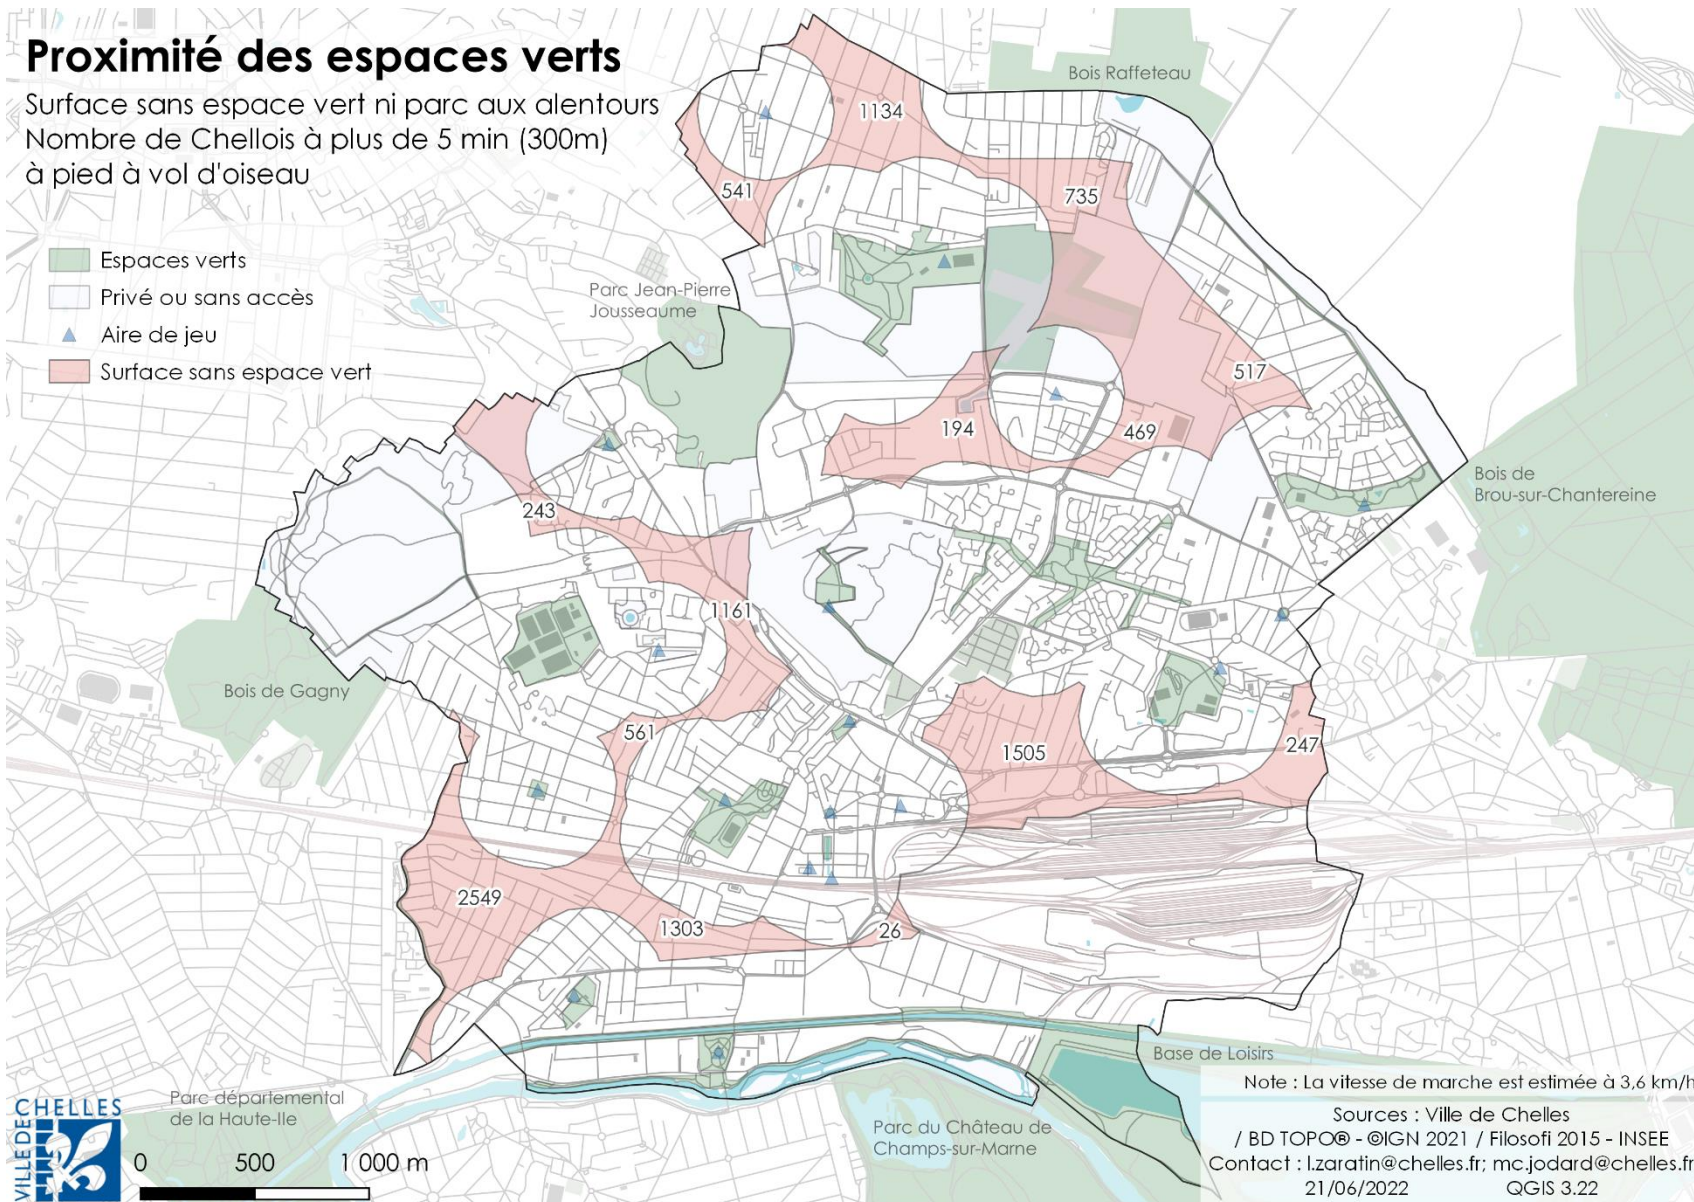 Proximité des espaces verts
Surface sans espace vert ni parc aux alentours
Nombre de Chellois à plus de 5 min (300m)
à pied à vol d'oiseau
Espaces verts
Privé ou sans accès
Aire de jeu
Surface sans espace vert
Bois Raffeteau
1134
541
735
Parc Jean-Pierre
Jousseaume
517
194
469
Bois de
Brou-sur-Chantereine
243
1161
Bois de Gagny
561
1505
247
2549
1303
26
Base de Loisirs
Parc départemental
de la Haute-Ile
Parc du Château de
Champs-sur-Marne
Note : La vitesse de marche est estimée à 3,6 km/h
Sources : Ville de Chelles
/ BD TOPO® - ©IGN 2021 / Filosofi 2015 - INSEE
Contact : l.zaratin@chelles.fr; mc.jodard@chelles.fr
21/06/2022 QGIS 3.22
VILLE DE CHELLES
0 500 1 000 m